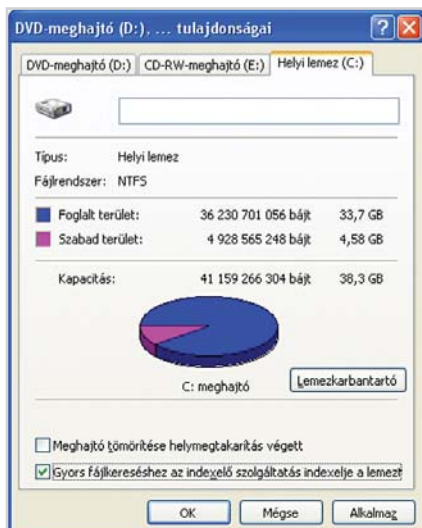 DVD-meghajtó (D:), ... tulajdonságai
DVD-meghajtó (D:) CD-RW-meghajtó (E:) Helyi lemez (C:)
Típus: Helyi lemez
Fájlrendszer: NTFS
Foglalt terület: 36 230 701 056 bájt 33,7 GB
Szabad terület: 4 928 565 248 bájt 4,58 GB
Kapacitás: 41 159 266 304 bájt 38,3 GB
C: meghajtó Lemezkarbantartó
Meghajtó tömörítése helymegtakarítás végett
Gyors fájlkereséshez az indexelő szolgáltatás indexelje a lemezt
OK Mégse Alkalmaz